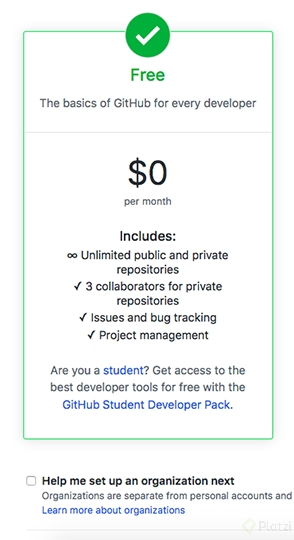 Free
The basics of GitHub for every developer
$0
per month
Includes:
∞ Unlimited public and private
repositories
✓ 3 collaborators for private
repositories
✓ Issues and bug tracking
✓ Project management
Are you a student? Get access to the
best developer tools for free with the
GitHub Student Developer Pack.
Help me set up an organization next
Organizations are separate from personal accounts and
Learn more about organizations
Platzi